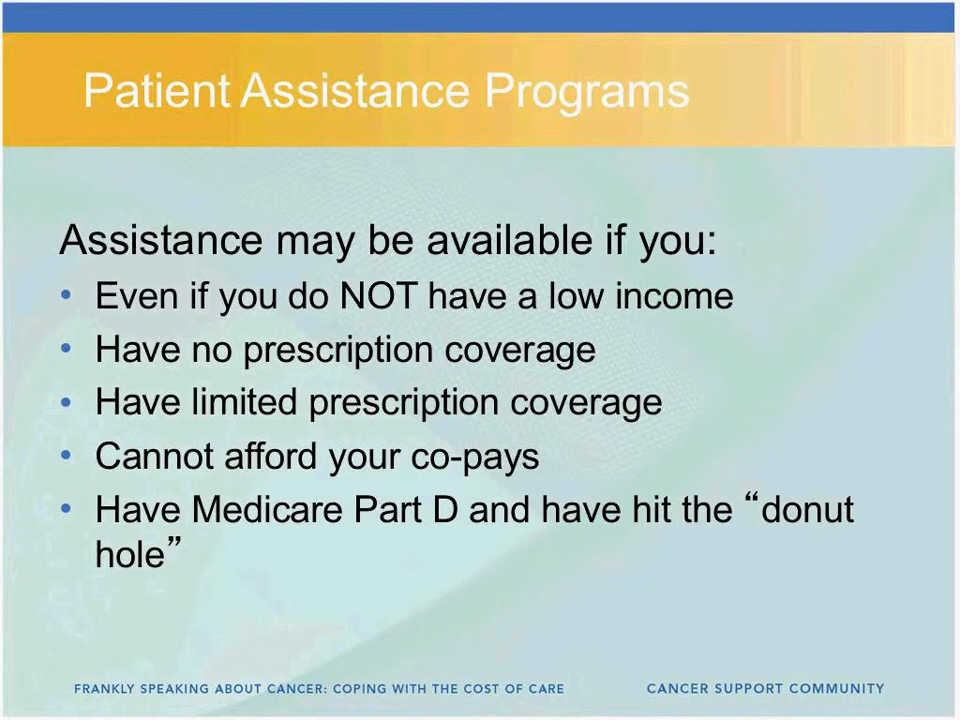 Patient Assistance Programs
Assistance may be available if you:
• Even if you do NOT have a low income
• Have no prescription coverage
• Have limited prescription coverage
• Cannot afford your co-pays
• Have Medicare Part D and have hit the “donut
hole”
FRANKLY SPEAKING ABOUT CANCER: COPING WITH THE COST OF CARE CANCER SUPPORT COMMUNITY